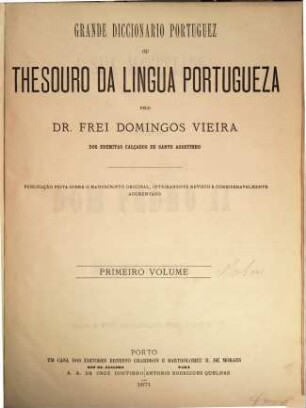 GRANDE DICCIONARIO PORTUGUEZ
OU
THESOURO DA LINGUA PORTUGUEZA
PELO
DR. FREI DOMINGOS VIEIRA
DOS EREMITAS CALÇADOS DE SANTO AGOSTINHO
PUBLICAÇÃO FEITA SOBRE O MANUSCRIPTO ORIGINAL, INTEIRAMENTE REVISTO E CONSIDERAVELMENTE
AUGMENTADO
PRIMEIRO VOLUME
PORTO
EM CASA DOS EDITORES ERNESTO CHARDRON E BARTHOLOMEU H. DE MORAES
RIO DE JANEIRO
PARÁ
A. A. DA CRUZ COUTINHO
ANTONIO RODRIGUES QUELHAS
1871